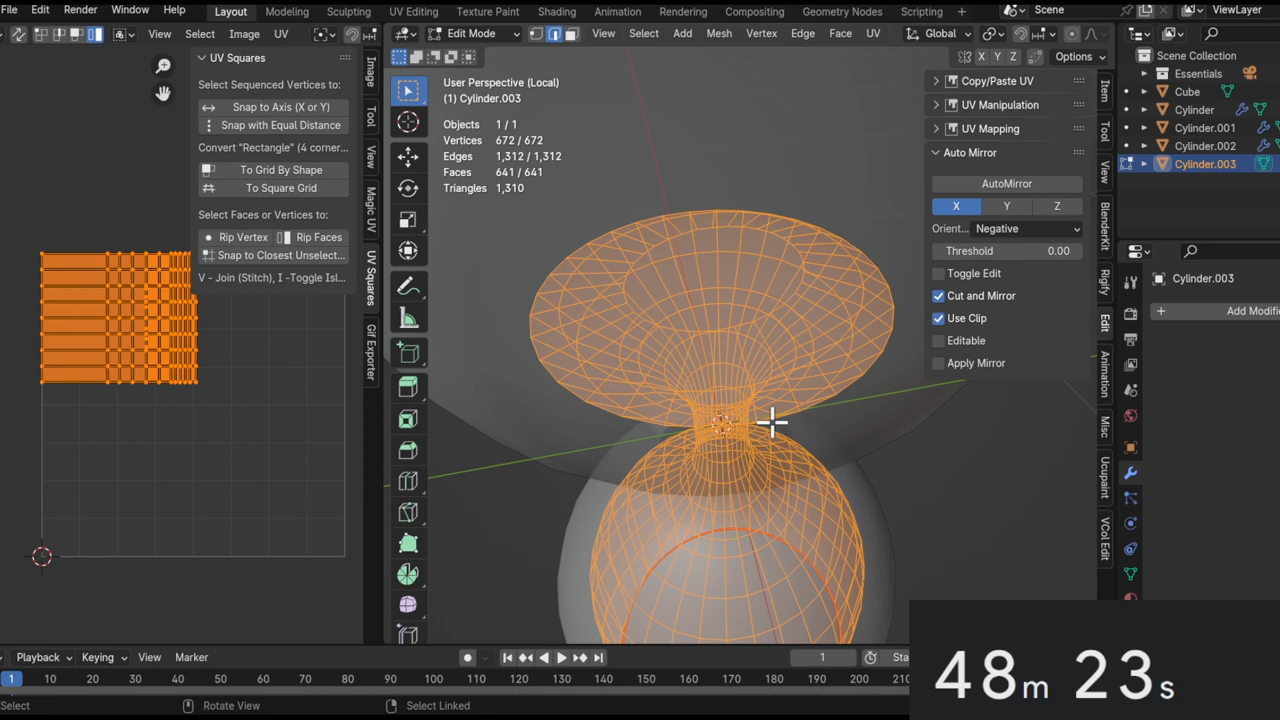 File Edit Render Window Help Layout Modeling Sculpting UV Editing Texture Paint Shading Animation Rendering Compositing Geometry Nodes Scripting + Scene ViewLayer
View Select Image UV Edit Mode View Select Add Mesh Vertex Edge Face UV Global
X Y Z Options
UV Squares
Select Sequenced Vertices to:
Snap to Axis (X or Y)
Snap with Equal Distance
Convert "Rectangle" (4 corner...
To Grid By Shape
To Square Grid
Select Faces or Vertices to:
Rip Vertex Rip Faces
Snap to Closest Unselect...
V - Join (Stitch), I -Toggle Isl...
Image
Tool
View
Magic UV
UV Squares
Gif Exporter
User Perspective (Local)
(1) Cylinder.003
Objects 1 / 1
Vertices 672 / 672
Edges 1,312 / 1,312
Faces 641 / 641
Triangles 1,310
Copy/Paste UV
UV Manipulation
UV Mapping
Auto Mirror
AutoMirror
X Y Z
Orient... Negative
Threshold 0.00
Toggle Edit
Cut and Mirror
Use Clip
Editable
Apply Mirror
Item
Tool
View
BlenderKit
Rigify
Edit
Animation
Misc
Ucupaint
VCol Edit
Scene Collection
Essentials
Cube
Cylinder
Cylinder.001
Cylinder.002
Cylinder.003
Cylinder.003
+ Add Modifie
Playback Keying View Marker 1 Sta
1 10 20 30 40 50 60 70 80 90 100 110 120 130 140 150 160 170 180 190 200 210
Select Rotate View Select Linked
48m 23s